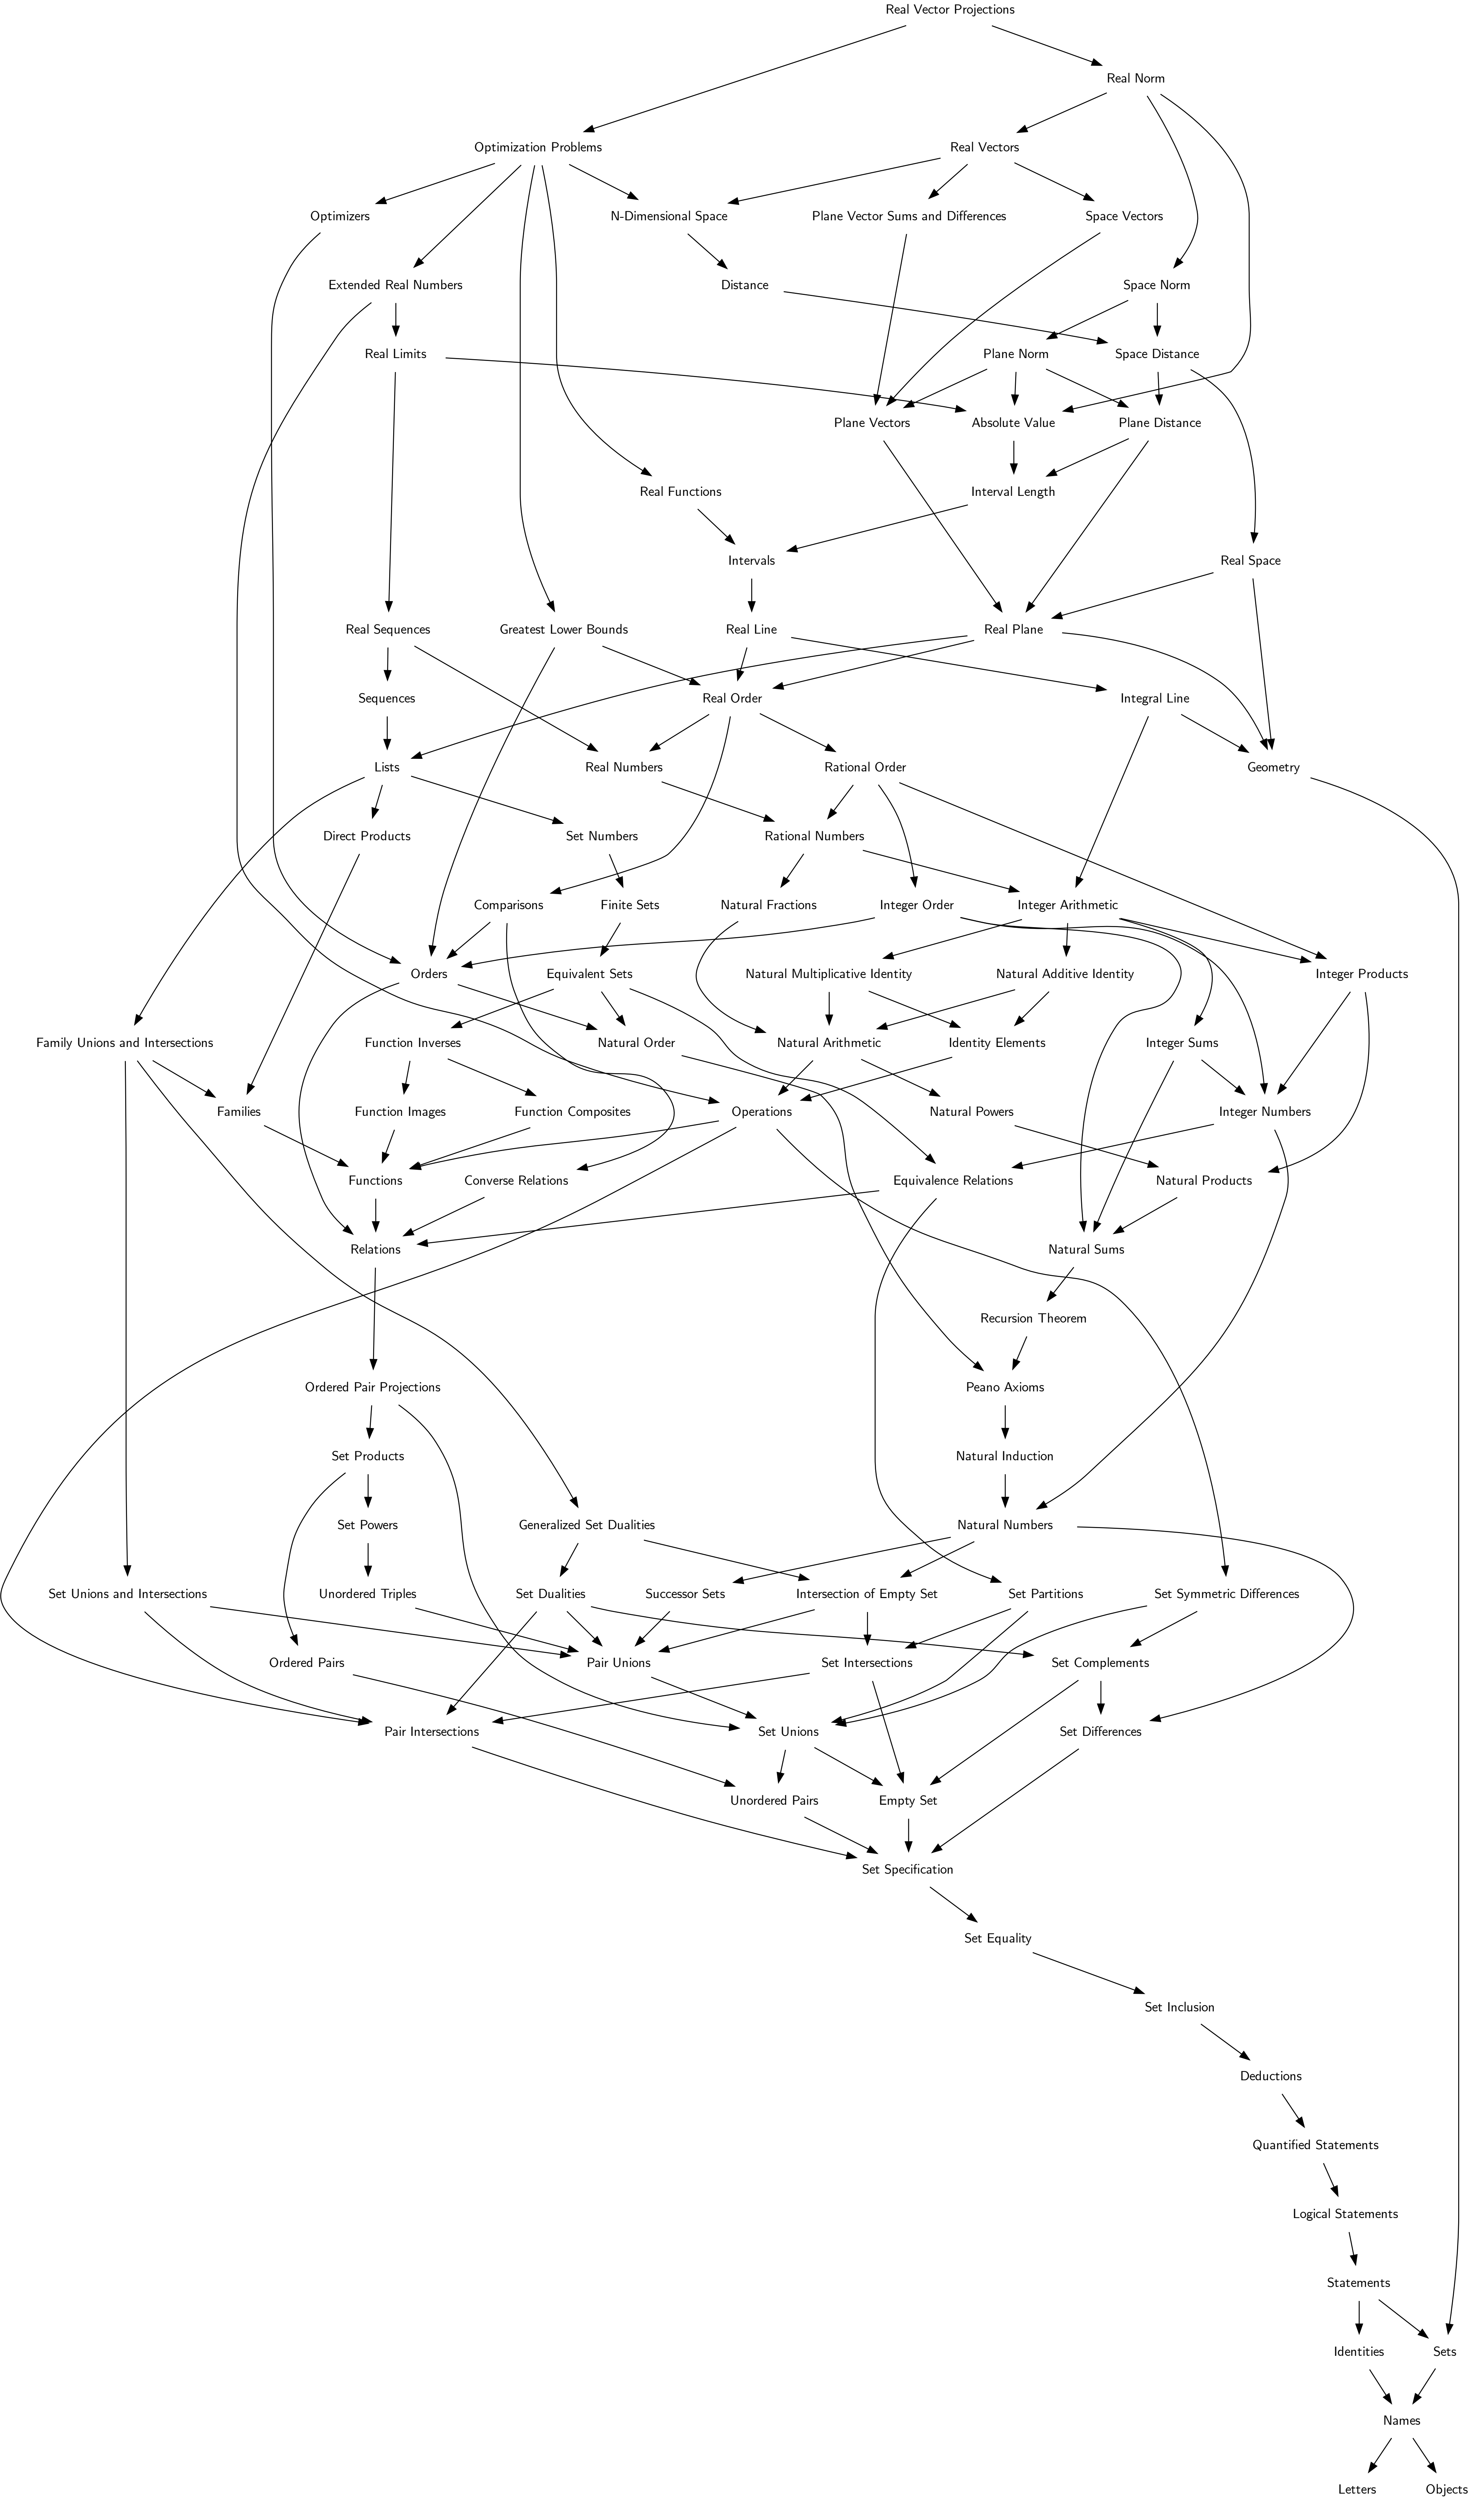 Real Vector Projections
Real Norm
Optimization Problems
Real Vectors
Optimizers
N-Dimensional Space
Plane Vector Sums and Differences
Space Vectors
Extended Real Numbers
Distance
Space Norm
Real Limits
Plane Norm
Space Distance
Plane Vectors
Absolute Value
Plane Distance
Real Functions
Interval Length
Intervals
Real Space
Real Sequences
Greatest Lower Bounds
Real Line
Real Plane
Sequences
Real Order
Integral Line
Lists
Real Numbers
Rational Order
Geometry
Direct Products
Set Numbers
Rational Numbers
Comparisons
Finite Sets
Natural Fractions
Integer Order
Integer Arithmetic
Orders
Equivalent Sets
Natural Multiplicative Identity
Natural Additive Identity
Integer Products
Family Unions and Intersections
Function Inverses
Natural Order
Natural Arithmetic
Identity Elements
Integer Sums
Families
Function Images
Function Composites
Operations
Natural Powers
Integer Numbers
Functions
Converse Relations
Equivalence Relations
Natural Products
Relations
Natural Sums
Recursion Theorem
Ordered Pair Projections
Peano Axioms
Set Products
Natural Induction
Set Powers
Generalized Set Dualities
Natural Numbers
Set Unions and Intersections
Unordered Triples
Set Dualities
Successor Sets
Intersection of Empty Set
Set Partitions
Set Symmetric Differences
Ordered Pairs
Pair Unions
Set Intersections
Set Complements
Pair Intersections
Set Unions
Set Differences
Unordered Pairs
Empty Set
Set Specification
Set Equality
Set Inclusion
Deductions
Quantified Statements
Logical Statements
Statements
Identities
Sets
Names
Letters
Objects